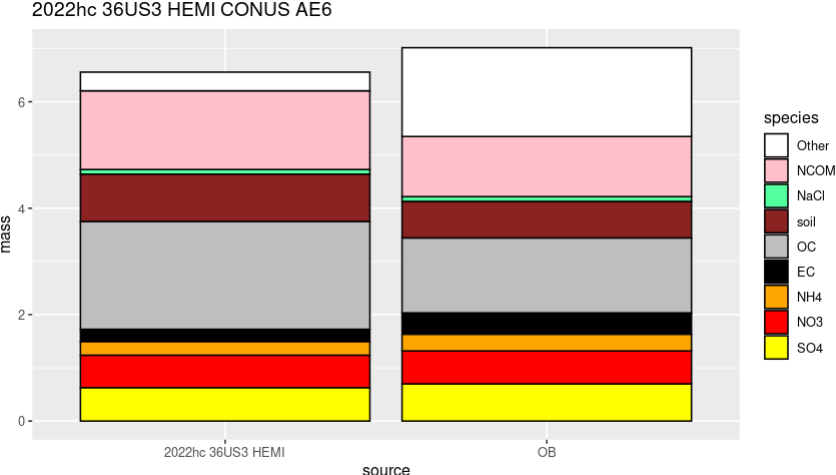 2022hc 36US3 HEMI CONUS AE6
mass
6
4
2
0
2022hc 36US3 HEMI
OB
source
species
Other
NCOM
NaCl
soil
OC
EC
NH4
NO3
SO4